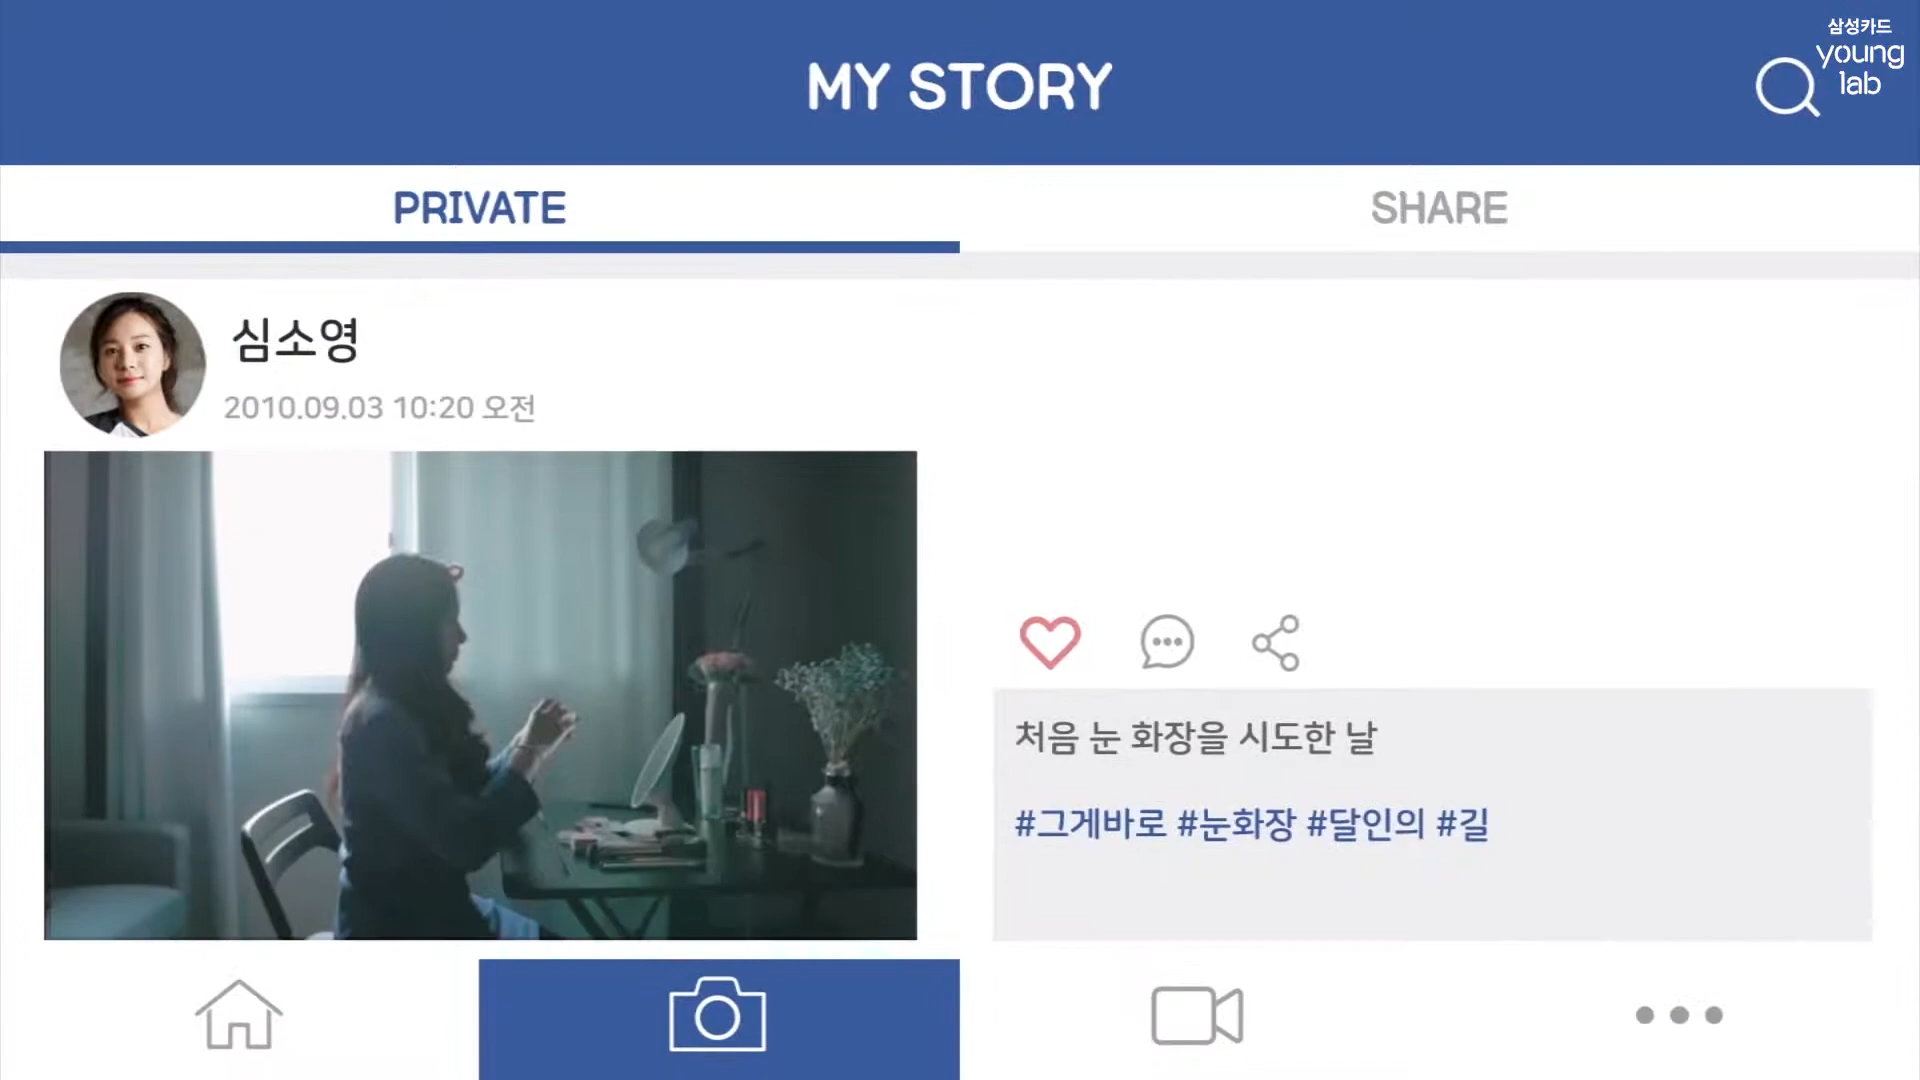 삼성카드
young
lab
MY STORY
PRIVATE
SHARE
심소영
2010.09.03 10:20 오전
처음 눈 화장을 시도한 날
#그게바로 #눈화장 #달인의 #길